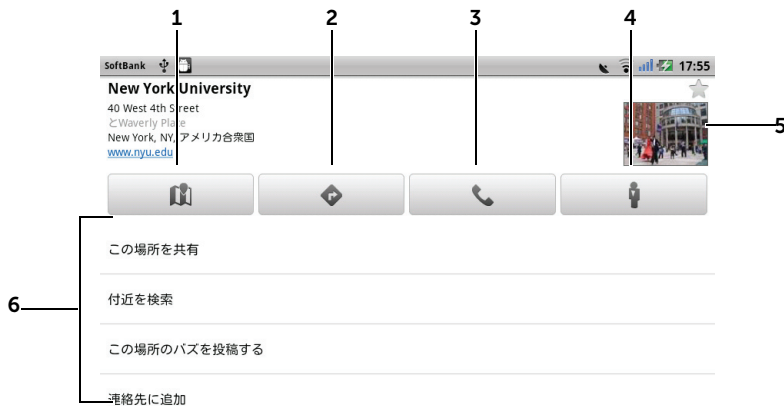 1 2 3 4
SoftBank 17:55
New York University
40 West 4th Street
とWaverly Place
New York, NY, アメリカ合衆国
www.nyu.edu
5
この場所を共有
付近を検索
6
この場所のバズを投稿する
連絡先に追加